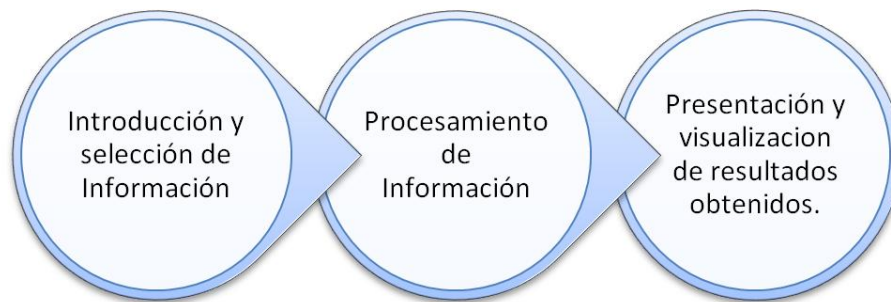 Introducción y
selección de
Información
Procesamiento
de
Información
Presentación y
visualizacion
de resultados
obtenidos.